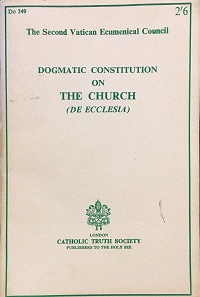 Do 349
2'6
The Second Vatican Ecumenical Council
DOGMATIC CONSTITUTION
ON
THE CHURCH
(DE ECCLESIA)
LONDON
CATHOLIC TRUTH SOCIETY
PUBLISHERS TO THE HOLY SEE